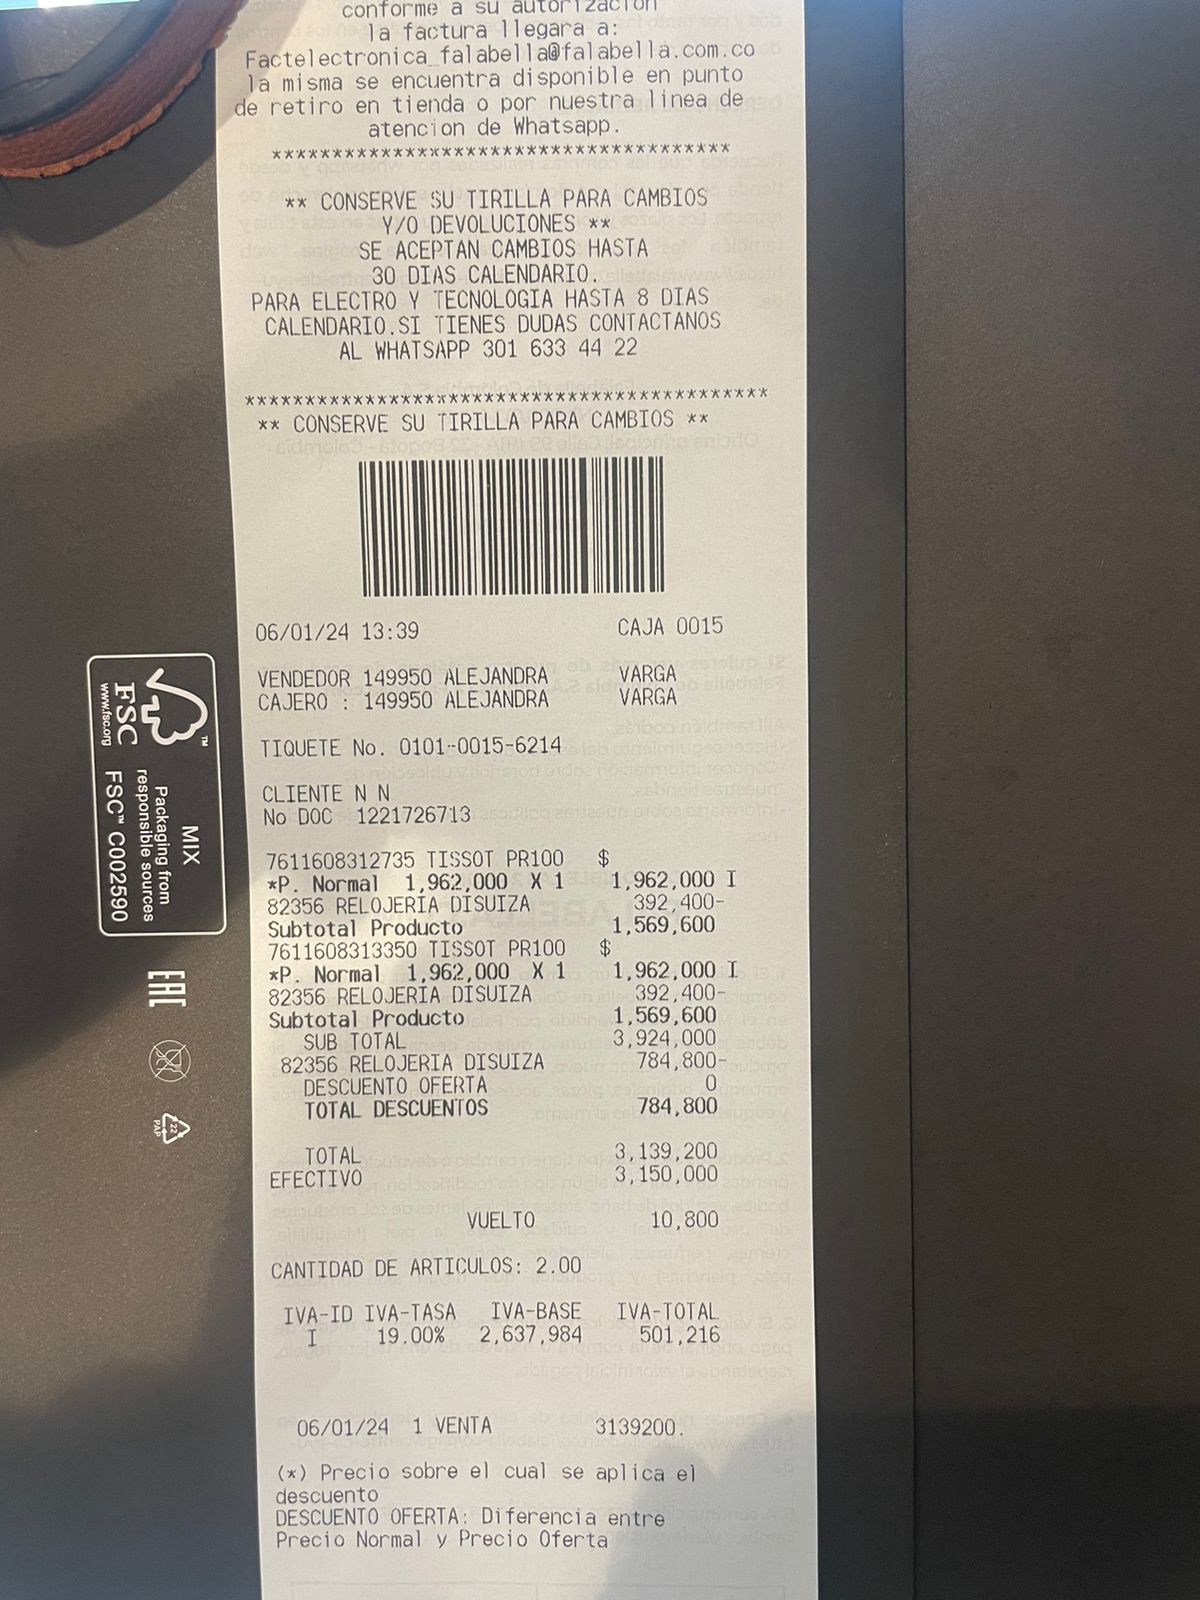 conforme a su autorizacion
la factura llegara a:
Factelectronica_falabella@falabella.com.co
la misma se encuentra disponible en punto
de retiro en tienda o por nuestra linea de
atencion de Whatsapp.
**************************************
** CONSERVE SU TIRILLA PARA CAMBIOS
Y/O DEVOLUCIONES **
SE ACEPTAN CAMBIOS HASTA
30 DIAS CALENDARIO.
PARA ELECTRO Y TECNOLOGIA HASTA 8 DIAS
CALENDARIO.SI TIENES DUDAS CONTACTANOS
AL WHATSAPP 301 633 44 22
********************************************
** CONSERVE SU TIRILLA PARA CAMBIOS **
06/01/24 13:39 CAJA 0015
VENDEDOR 149950 ALEJANDRA VARGA
CAJERO : 149950 ALEJANDRA VARGA
TIQUETE No. 0101-0015-6214
CLIENTE N N
No DOC 1221726713
7611608312735 TISSOT PR100 $
*P. Normal 1,962,000 X 1 1,962,000 I
82356 RELOJERIA DISUIZA 392,400-
Subtotal Producto 1,569,600
7611608313350 TISSOT PR100 $
*P. Normal 1,962,000 X 1 1,962,000 I
82356 RELOJERIA DISUIZA 392,400-
Subtotal Producto 1,569,600
SUB TOTAL 3,924,000
82356 RELOJERIA DISUIZA 784,800-
DESCUENTO OFERTA 0
TOTAL DESCUENTOS 784,800
TOTAL 3,139,200
EFECTIVO 3,150,000
VUELTO 10,800
CANTIDAD DE ARTICULOS: 2.00
IVA-ID IVA-TASA IVA-BASE IVA-TOTAL
I 19.00% 2,637,984 501,216
06/01/24 1 VENTA 3139200.
(*) Precio sobre el cual se aplica el
descuento
DESCUENTO OFERTA: Diferencia entre
Precio Normal y Precio Oferta
FSC™
www.fsc.org
MIX
Packaging from
responsible sources
FSC™ C002590
EAC
22
PAP